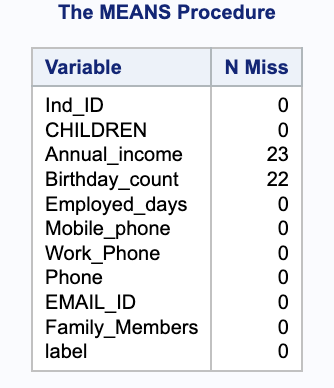 The MEANS Procedure
Variable N Miss
Ind_ID 0
CHILDREN 0
Annual_income 23
Birthday_count 22
Employed_days 0
Mobile_phone 0
Work_Phone 0
Phone 0
EMAIL_ID 0
Family_Members 0
label 0